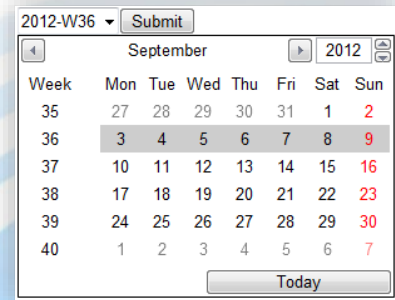 2012-W36 Submit
September 2012
Week Mon Tue Wed Thu Fri Sat Sun
35 27 28 29 30 31 1 2
36 3 4 5 6 7 8 9
37 10 11 12 13 14 15 16
38 17 18 19 20 21 22 23
39 24 25 26 27 28 29 30
40 1 2 3 4 5 6 7
Today